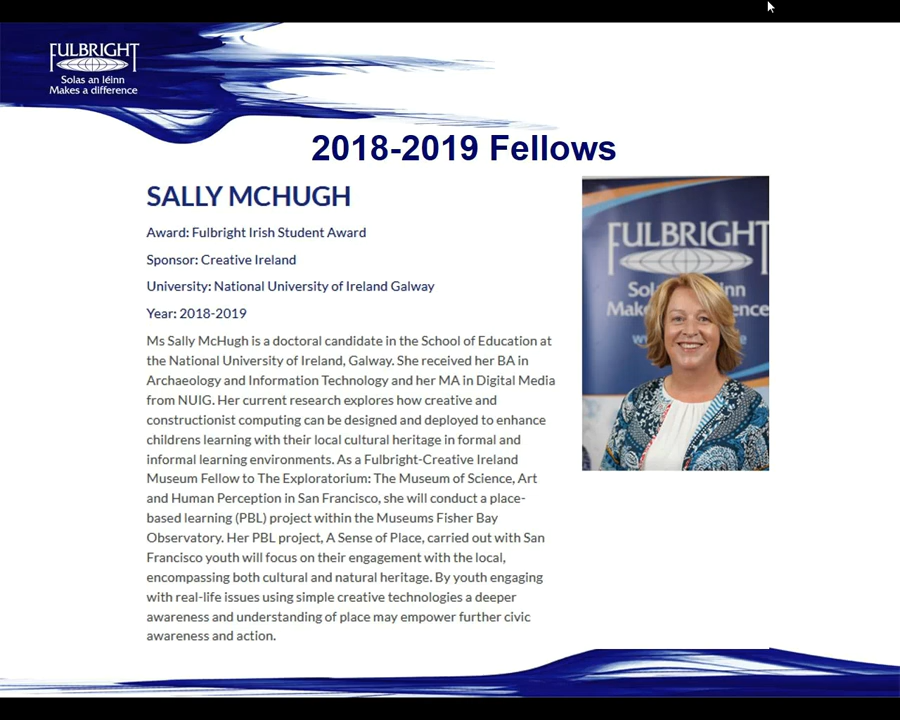 FULBRIGHT
Solas an léinn
Makes a difference
2018-2019 Fellows
SALLY MCHUGH
Award: Fulbright Irish Student Award
Sponsor: Creative Ireland
University: National University of Ireland Galway
Year: 2018-2019
Ms Sally McHugh is a doctoral candidate in the School of Education at
the National University of Ireland, Galway. She received her BA in
Archaeology and Information Technology and her MA in Digital Media
from NUIG. Her current research explores how creative and
constructionist computing can be designed and deployed to enhance
childrens learning with their local cultural heritage in formal and
informal learning environments. As a Fulbright-Creative Ireland
Museum Fellow to The Exploratorium: The Museum of Science, Art
and Human Perception in San Francisco, she will conduct a place-
based learning (PBL) project within the Museums Fisher Bay
Observatory. Her PBL project, A Sense of Place, carried out with San
Francisco youth will focus on their engagement with the local,
encompassing both cultural and natural heritage. By youth engaging
with real-life issues using simple creative technologies a deeper
awareness and understanding of place may empower further civic
awareness and action.
FULBRIGHT